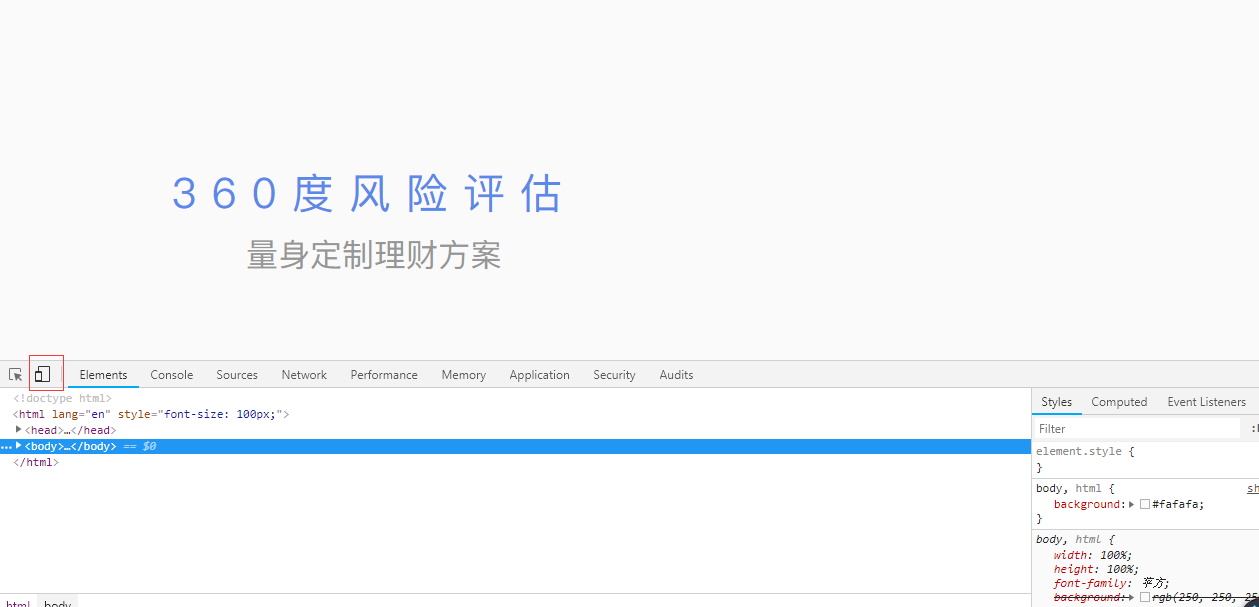 360度风险评估
量身定制理财方案
Elements Console Sources Network Performance Memory Application Security Audits
<!doctype html>
<html lang="en" style="font-size: 100px;">
<head>…</head>
<body>…</body> == $0
</html>
html body
Styles Computed Event Listeners
Filter
element.style {
}
body, html {
background: #fafafa;
}
body, html {
width: 100%;
height: 100%;
font-family: 苹方;
background: rgb(250, 250, 25